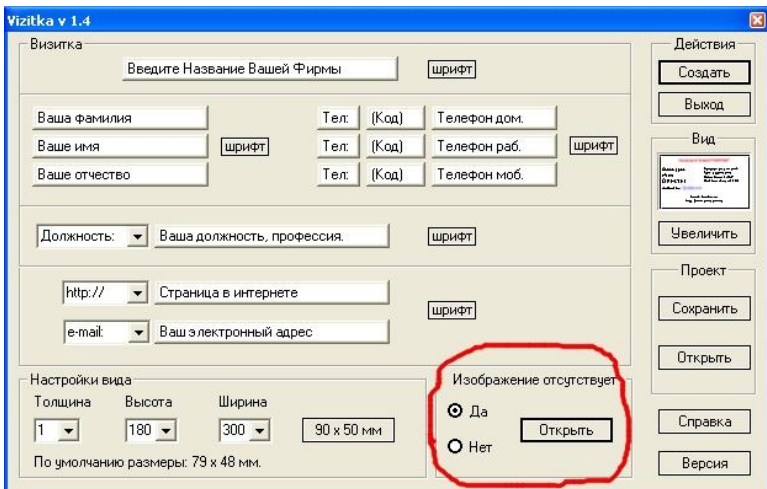 Vizitka v 1.4
Визитка
Введите Название Вашей Фирмы
шрифт
Ваша фамилия
Тел:
(Код)
Телефон дом.
Ваше имя
шрифт
Тел:
(Код)
Телефон раб.
шрифт
Ваше отчество
Тел:
(Код)
Телефон моб.
Должность:
Ваша должность, профессия.
шрифт
http://
Страница в интернете
шрифт
e-mail:
Ваш электронный адрес
Настройки вида
Толщина
Высота
Ширина
1
180
300
90 x 50 мм
По умолчанию размеры: 79 x 48 мм.
Изображение отсутствует
Да
Нет
Открыть
Действия
Создать
Выход
Вид
Увеличить
Проект
Сохранить
Открыть
Справка
Версия